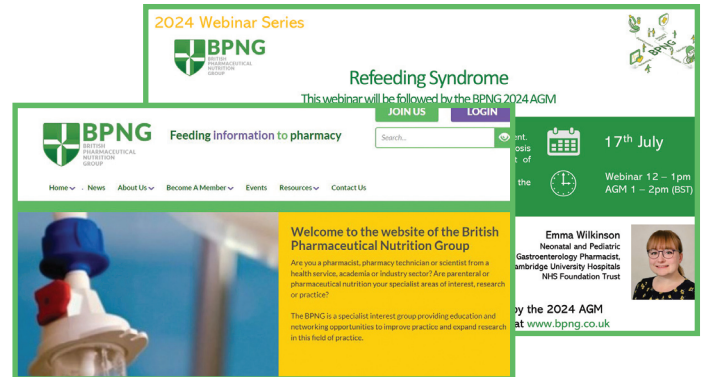 2024 Webinar Series
BPNG
BRITISH
PHARMACEUTICAL
NUTRITION
GROUP
Refeeding Syndrome
This webinar will be followed by the BPNG 2024 AGM
JOIN US
LOGIN
BPNG
BRITISH
PHARMACEUTICAL
NUTRITION
GROUP
Feeding information to pharmacy
Search...
Home
News
About Us
Become A Member
Events
Resources
Contact Us
Welcome to the website of the British
Pharmaceutical Nutrition Group
Are you a pharmacist, pharmacy technician or scientist from a
health service, academia or industry sector? Are parenteral or
pharmaceutical nutrition your specialist areas of interest, research
or practice?
The BPNG is a specialist interest group providing education and
networking opportunities to improve practice and expand research
in this field of practice.
of
the
17th July
Webinar 12 – 1pm
AGM 1 – 2pm (BST)
Emma Wilkinson
Neonatal and Pediatric
Gastroenterology Pharmacist,
ambridge University Hospitals
NHS Foundation Trust
by the 2024 AGM
at www.bpng.co.uk